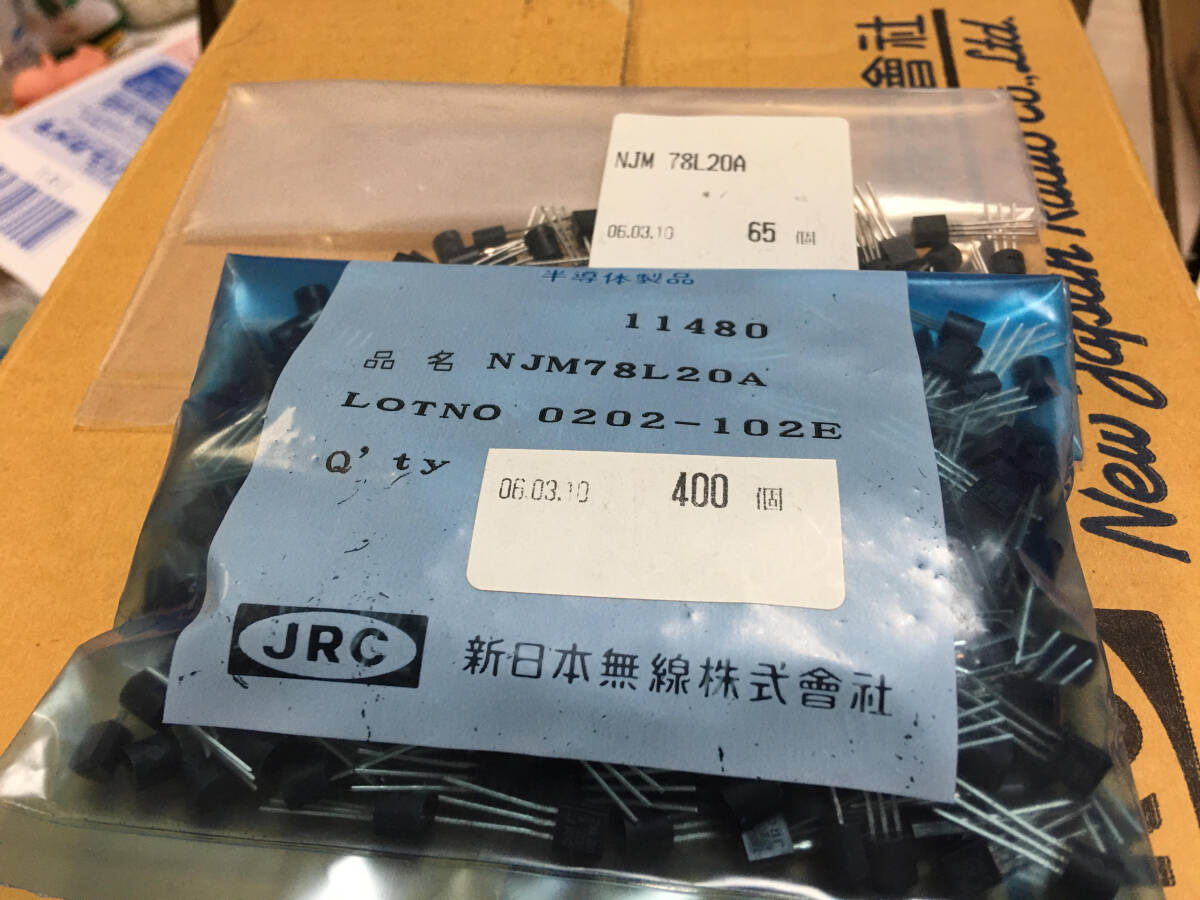 NJM 78L20A
06.03.10 65 個
半導体製品
11480
品名 NJM78L20A
LOTNO 0202-102E
Q'ty
06.03.10 400 個
JRC 新日本無線株式會社
會社
New Japan Radio Co., Ltd.